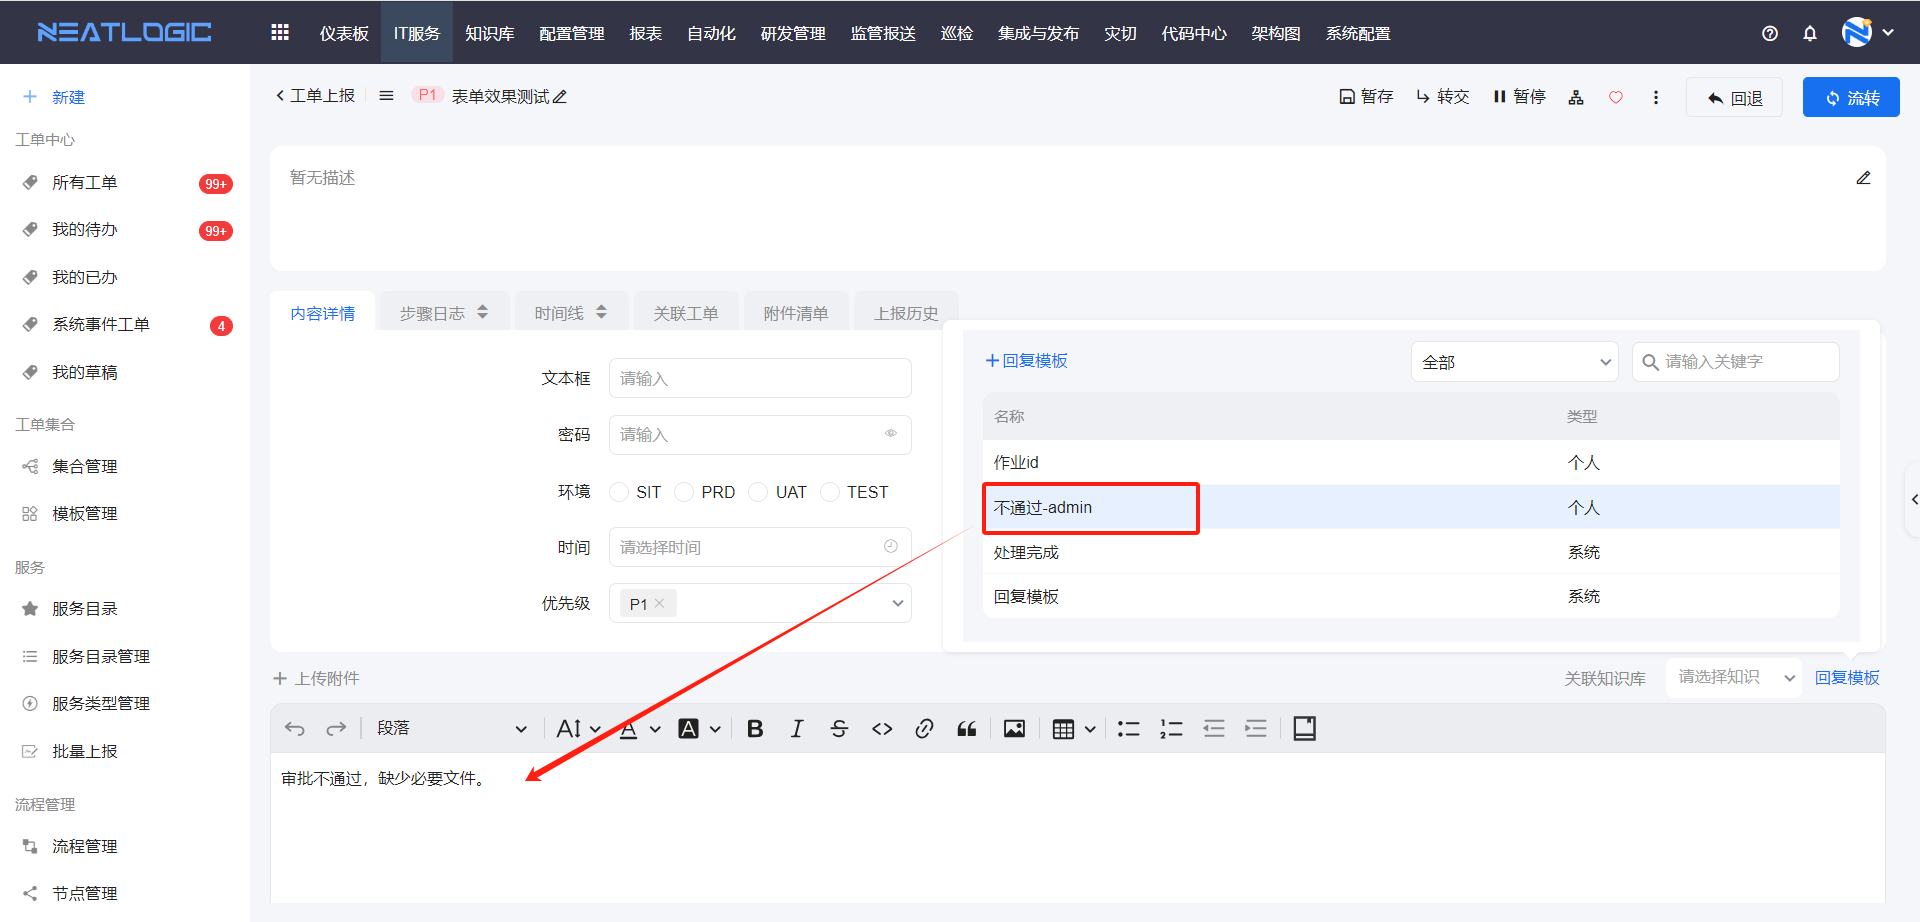 NEATLOGIC
仪表板 IT服务 知识库 配置管理 报表 自动化 研发管理 监管报送 巡检 集成与发布 灾切 代码中心 架构图 系统配置
新建
工单中心
所有工单 99+
我的待办 99+
我的已办
系统事件工单 4
我的草稿
工单集合
集合管理
模板管理
服务
服务目录
服务目录管理
服务类型管理
批量上报
流程管理
流程管理
节点管理
工单上报 P1 表单效果测试 暂存 转交 暂停 回退 流转
暂无描述
内容详情 步骤日志 时间线 关联工单 附件清单 上报历史
文本框 请输入
密码 请输入
环境 SIT PRD UAT TEST
时间 请选择时间
优先级 P1
回复模板 全部 请输入关键字
名称 类型
作业id 个人
不通过-admin 个人
处理完成 系统
回复模板 系统
上传附件 关联知识库 请选择知识 回复模板
段落
审批不通过，缺少必要文件。